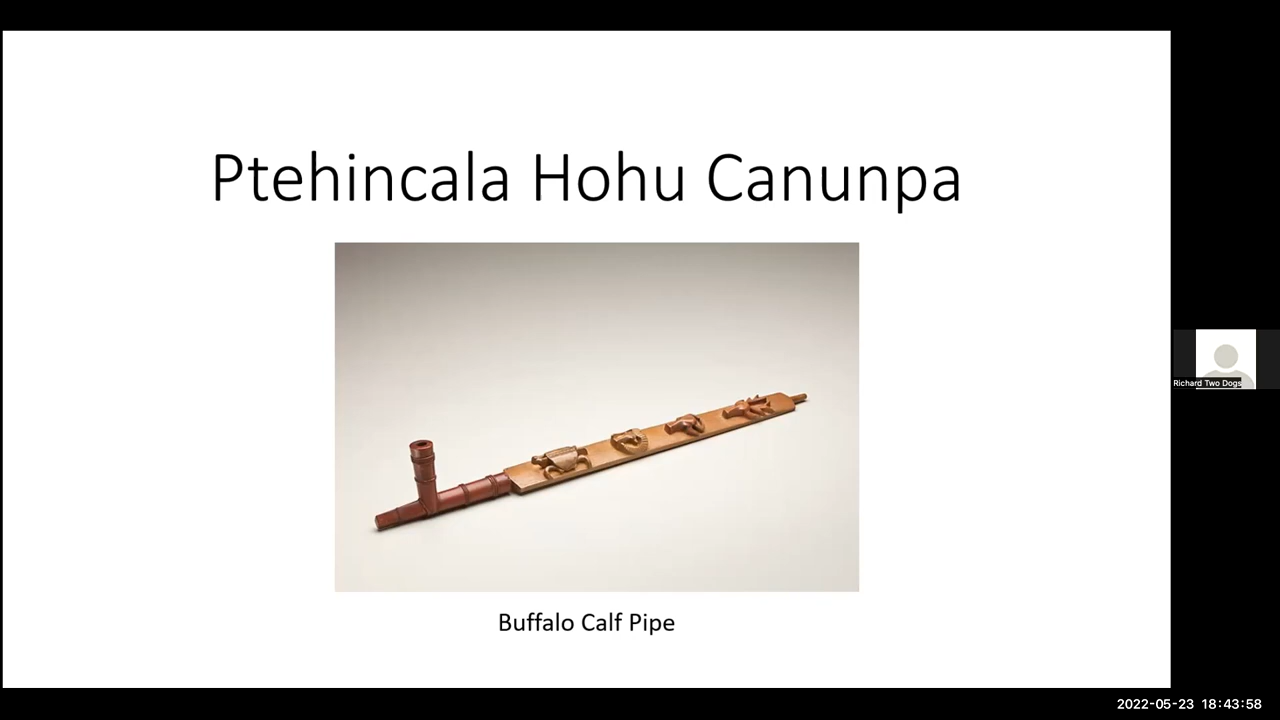 Ptehincala Hohu Canunpa
Buffalo Calf Pipe
Richard Two Dogs
2022-05-23 18:43:58